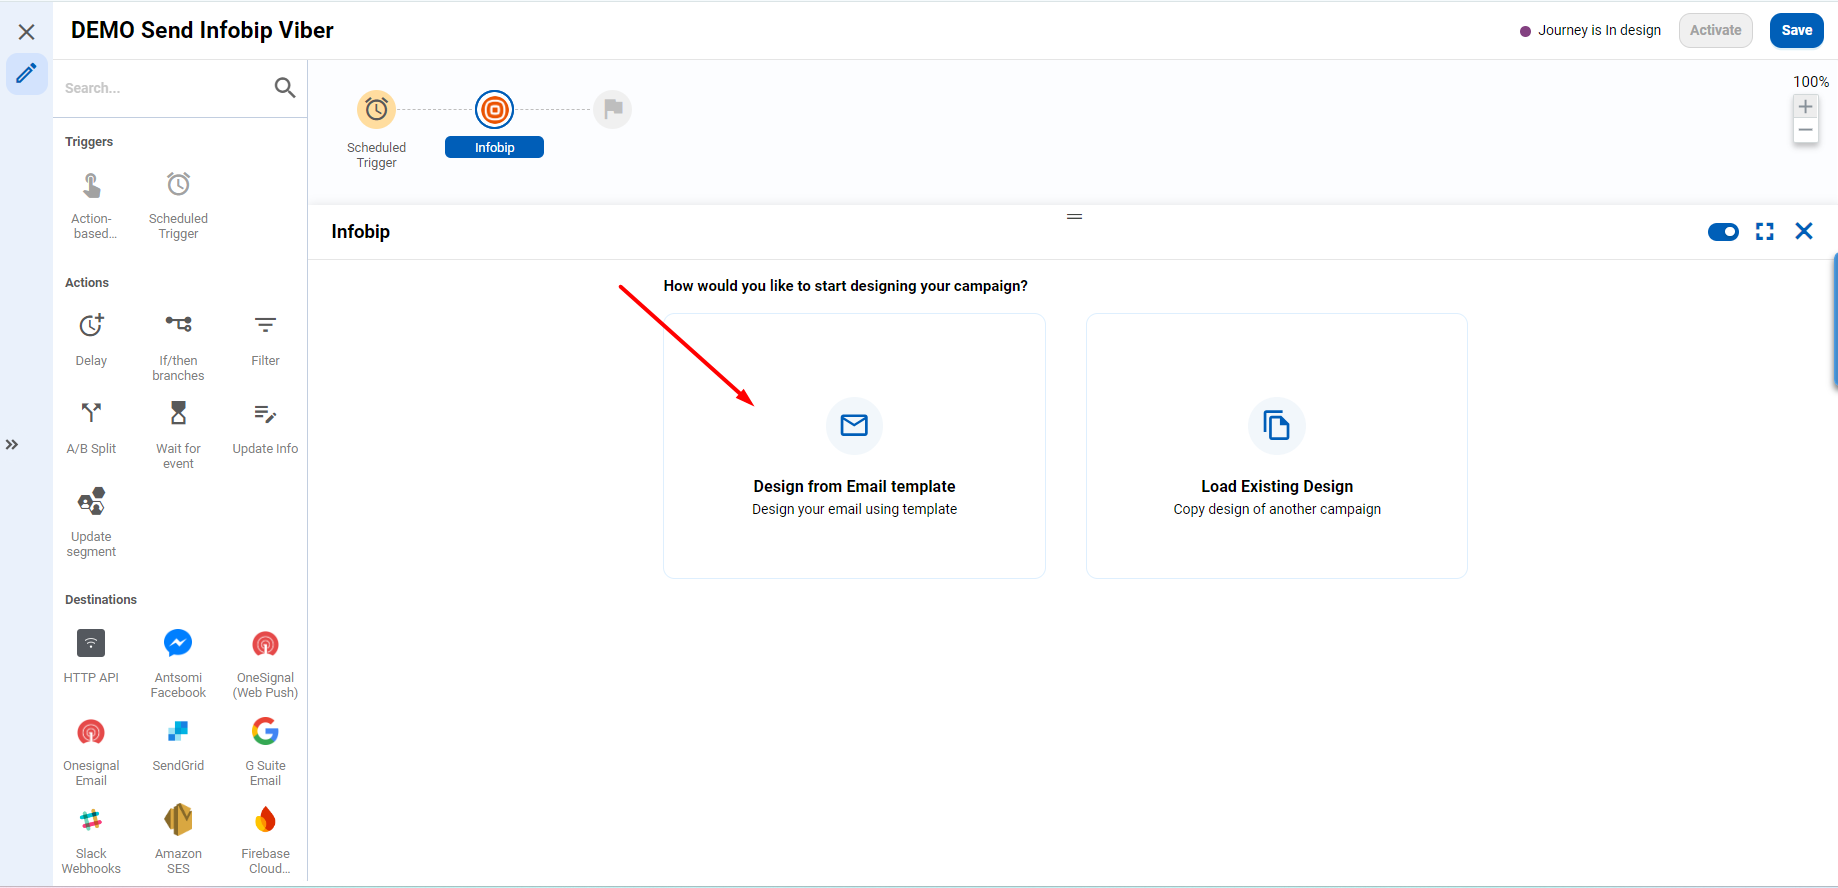 DEMO Send Infobip Viber
Journey is In design
Activate
Save
Search...
100%
Triggers
Action-
based...
Scheduled
Trigger
Actions
Delay
If/then
branches
Filter
A/B Split
Wait for
event
Update Info
Update
segment
Destinations
HTTP API
Antsomi
Facebook
OneSignal
(Web Push)
Onesignal
Email
SendGrid
G Suite
Email
Slack
Webhooks
Amazon
SES
Firebase
Cloud...
Scheduled
Trigger
Infobip
Infobip
How would you like to start designing your campaign?
Design from Email template
Design your email using template
Load Existing Design
Copy design of another campaign